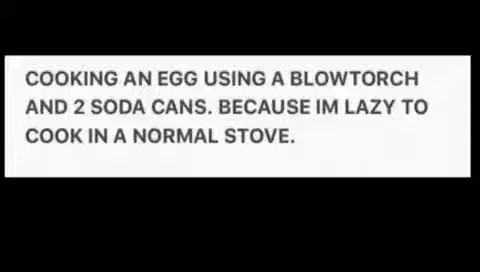 COOKING AN EGG USING A BLOWTORCH
AND 2 SODA CANS. BECAUSE IM LAZY TO
COOK IN A NORMAL STOVE.